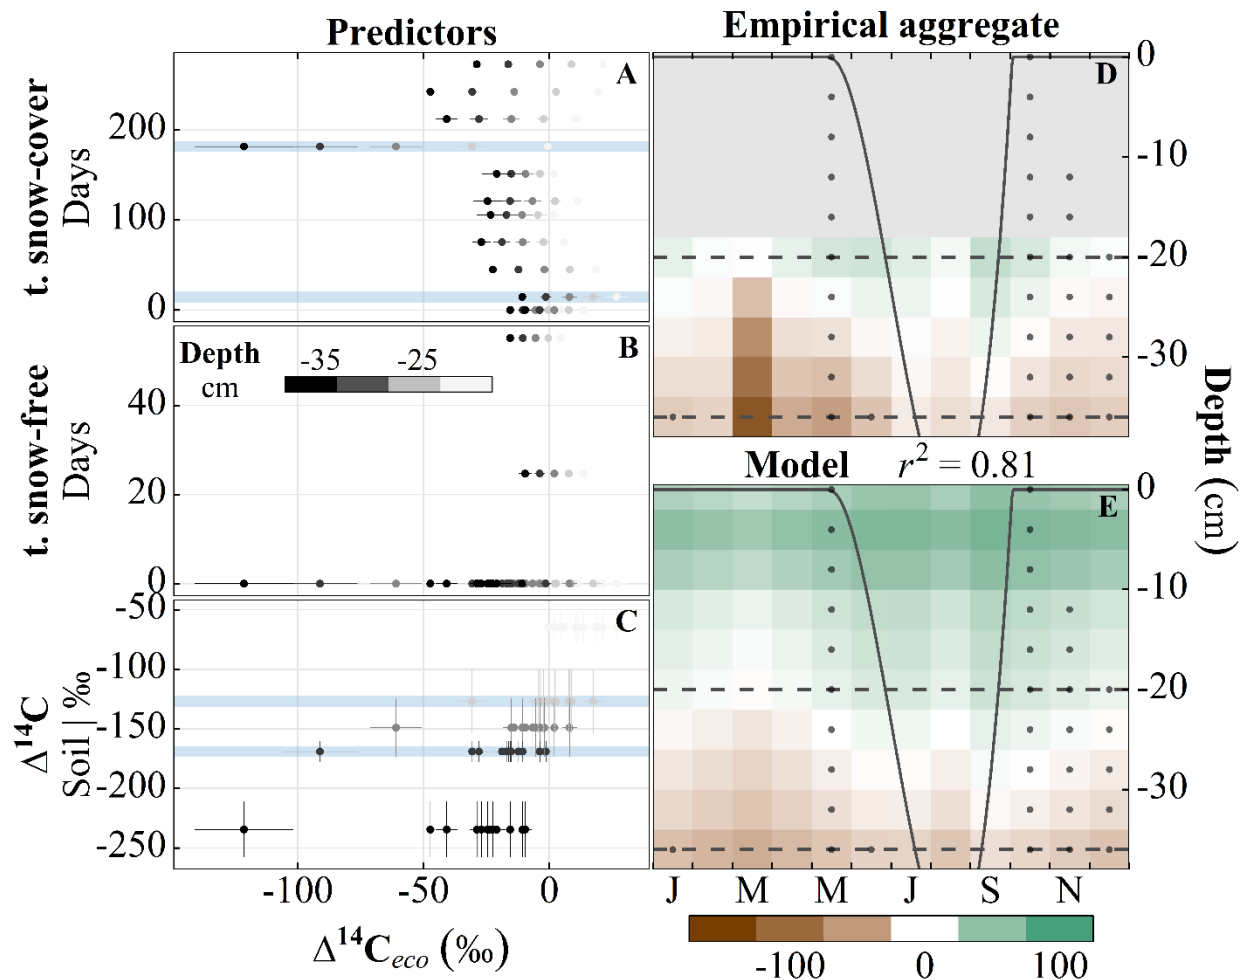 Predictors
Empirical aggregate
A
t. snow-cover
Days
200
100
0
B
Depth
cm
-35
-25
t. snow-free
Days
40
20
0
C
Δ¹⁴C
Soil | ‰
-50
-100
-150
-200
-250
-100
-50
0
Δ¹⁴C_eco (‰)
D
0
-10
-20
-30
Depth (cm)
Model r² = 0.81
E
0
-10
-20
-30
J M M J S N
-100
0
100